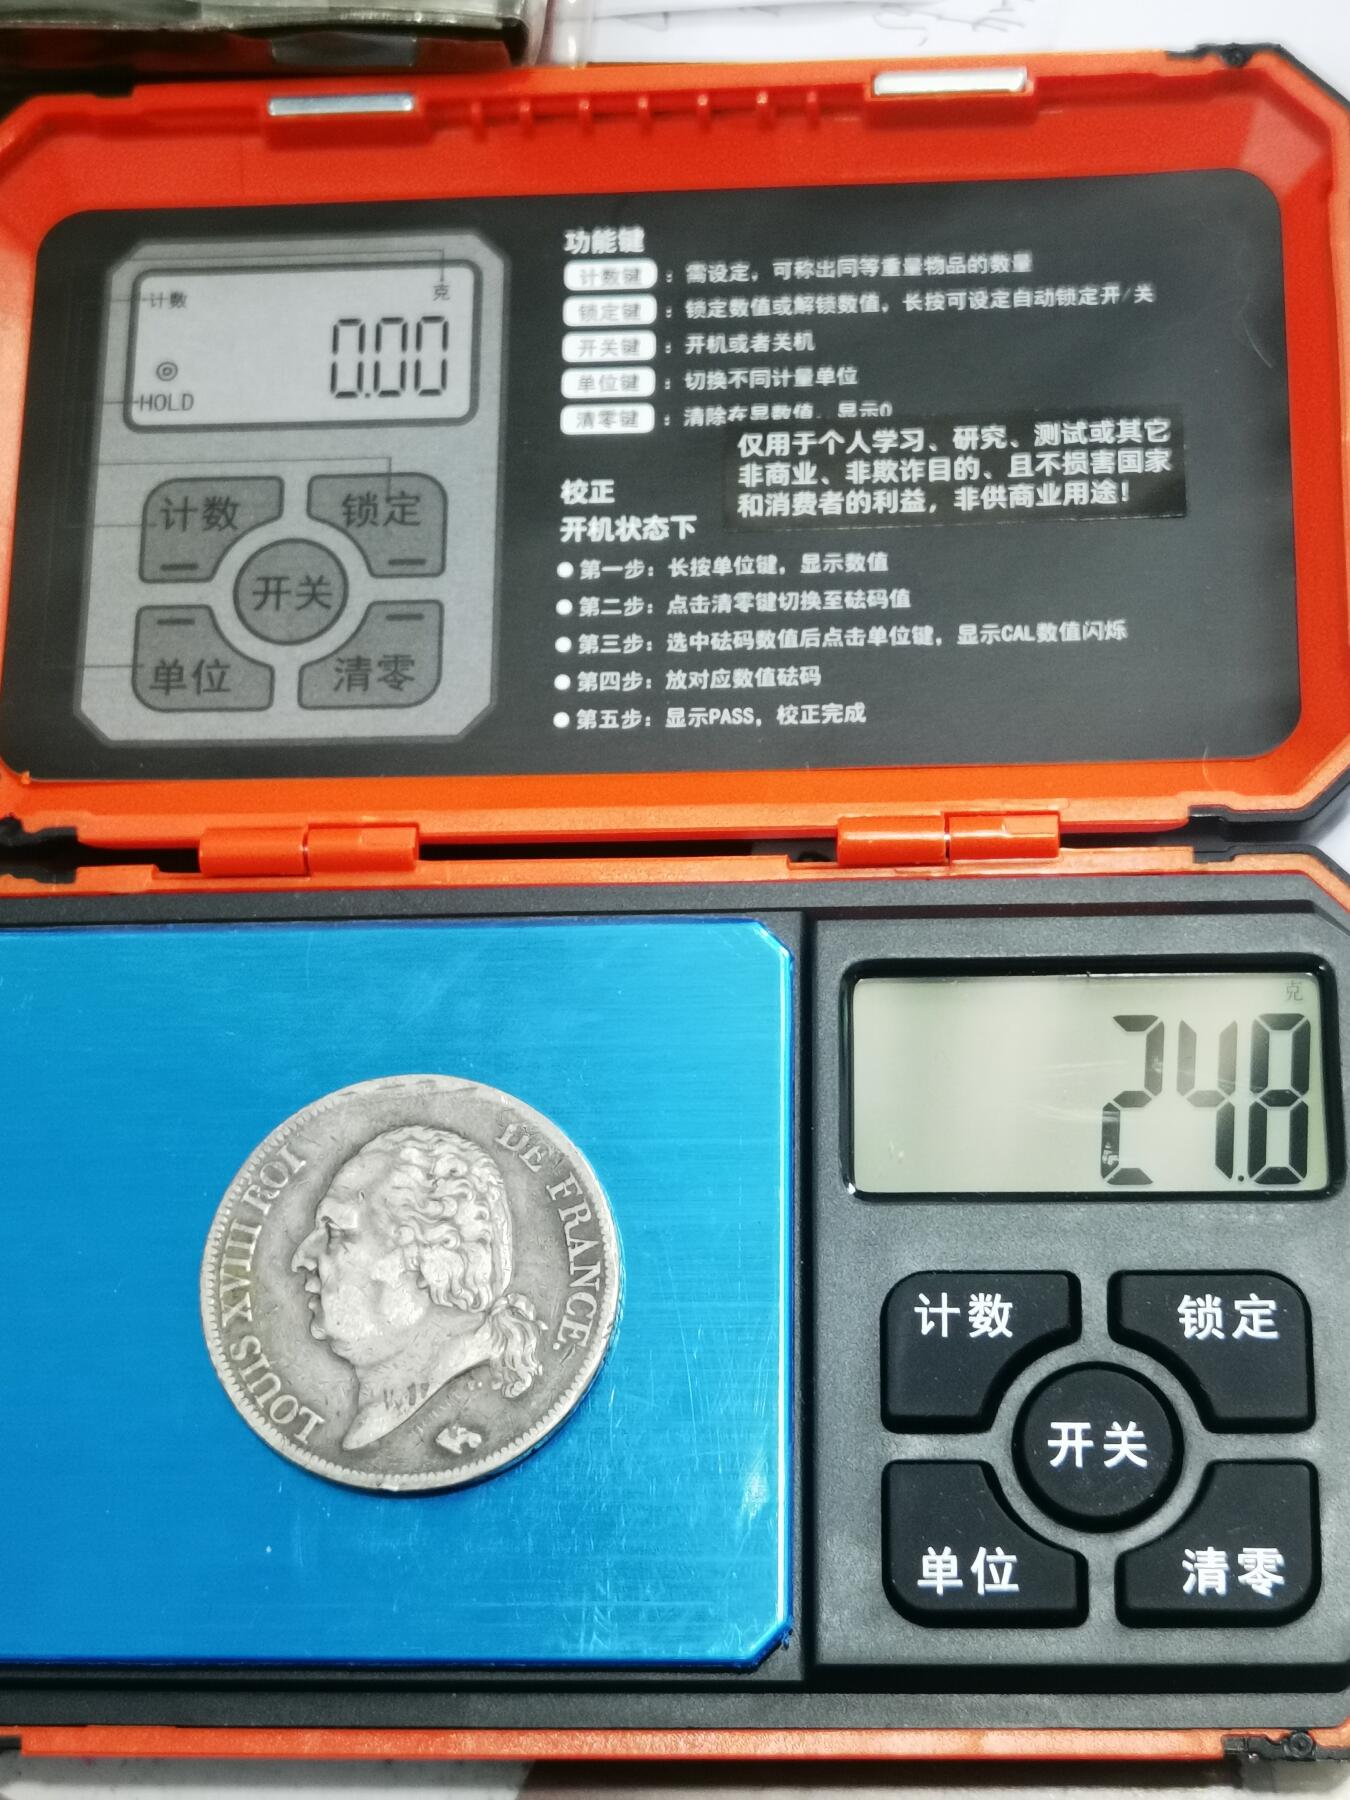 计数
克
0.00
HOLD
计数
锁定
开关
单位
清零
功能键
计数键：需设定，可称出同等重量物品的数量
锁定键：锁定数值或解锁数值，长按可设定自动锁定开/关
开关键：开机或者关机
单位键：切换不同计量单位
清零键：清除在显数值，显示0
仅用于个人学习、研究、测试或其它
非商业、非欺诈目的、且不损害国家
和消费者的利益，非供商业用途！
校正
开机状态下
●第一步：长按单位键，显示数值
●第二步：点击清零键切换至砝码值
●第三步：选中砝码数值后点击单位键，显示CAL数值闪烁
●第四步：放对应数值砝码
●第五步：显示PASS，校正完成
克
24.8
LOUIS XVIII ROI
DE FRANCE.
计数
锁定
开关
单位
清零